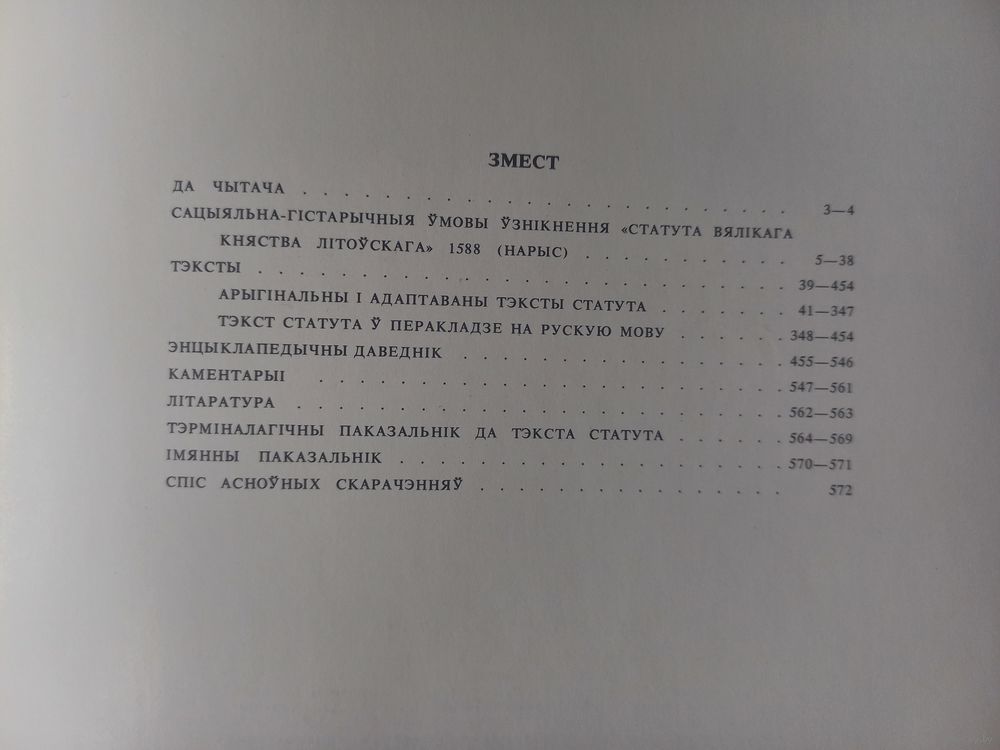 ЗМЕСТ
ДА ЧЫТАЧА . . . . . . . . . . . . . . . . . . . 3—4
САЦЫЯЛЬНА-ГІСТАРЫЧНЫЯ ЎМОВЫ ЎЗНІКНЕННЯ «СТАТУТА ВЯЛІКАГА
КНЯСТВА ЛІТОЎСКАГА» 1588 (НАРЫС) . . . . . . . . 5—38
ТЭКСТЫ . . . . . . . . . . . . . . . . . . . . . 39—454
АРЫГІНАЛЬНЫ І АДАПТАВАНЫ ТЭКСТЫ СТАТУТА . . . . . 41—347
ТЭКСТ СТАТУТА Ў ПЕРАКЛАДЗЕ НА РУСКУЮ МОВУ . . . . . 348—454
ЭНЦЫКЛАПЕДЫЧНЫ ДАВЕДНІК . . . . . . . . . . . . . 455—546
КАМЕНТАРЫІ . . . . . . . . . . . . . . . . . . 547—561
ЛІТАРАТУРА . . . . . . . . . . . . . . . . . . . 562—563
ТЭРМІНАЛАГІЧНЫ ПАКАЗАЛЬНІК ДА ТЭКСТА СТАТУТА . . . . . 564—569
ІМЯННЫ ПАКАЗАЛЬНІК . . . . . . . . . . . . . . . 570—571
СПІС АСНОЎНЫХ СКАРАЧЭННЯЎ . . . . . . . . . . . . 572